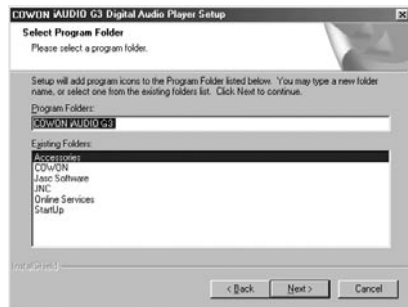 COWON iAUDIO G3 Digital Audio Player Setup
Select Program Folder
Please select a program folder.
Setup will add program icons to the Program Folder listed below. You may type a new folder
name, or select one from the existing folders list. Click Next to continue.
Program Folders:
COWON iAUDIO G3
Existing Folders:
Accessories
COWON
Jasc Software
JNC
Online Services
StartUp
InstallShield
< Back Next > Cancel